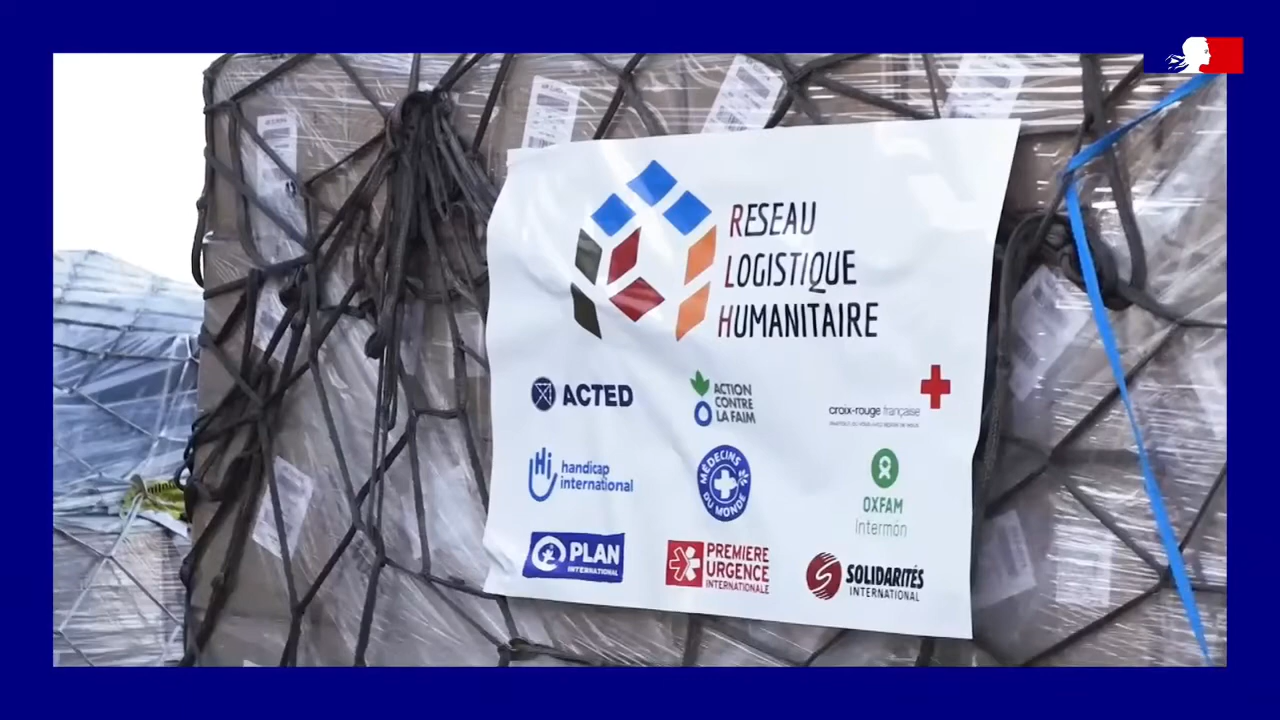 RESEAU
LOGISTIQUE
HUMANITAIRE
ACTED
ACTION
CONTRE
LA FAIM
croix-rouge française
Hi handicap
international
MÉDECINS
DU MONDE
OXFAM
Intermón
PLAN
INTERNATIONAL
PREMIERE
URGENCE
INTERNATIONALE
SOLIDARITÉS
INTERNATIONAL